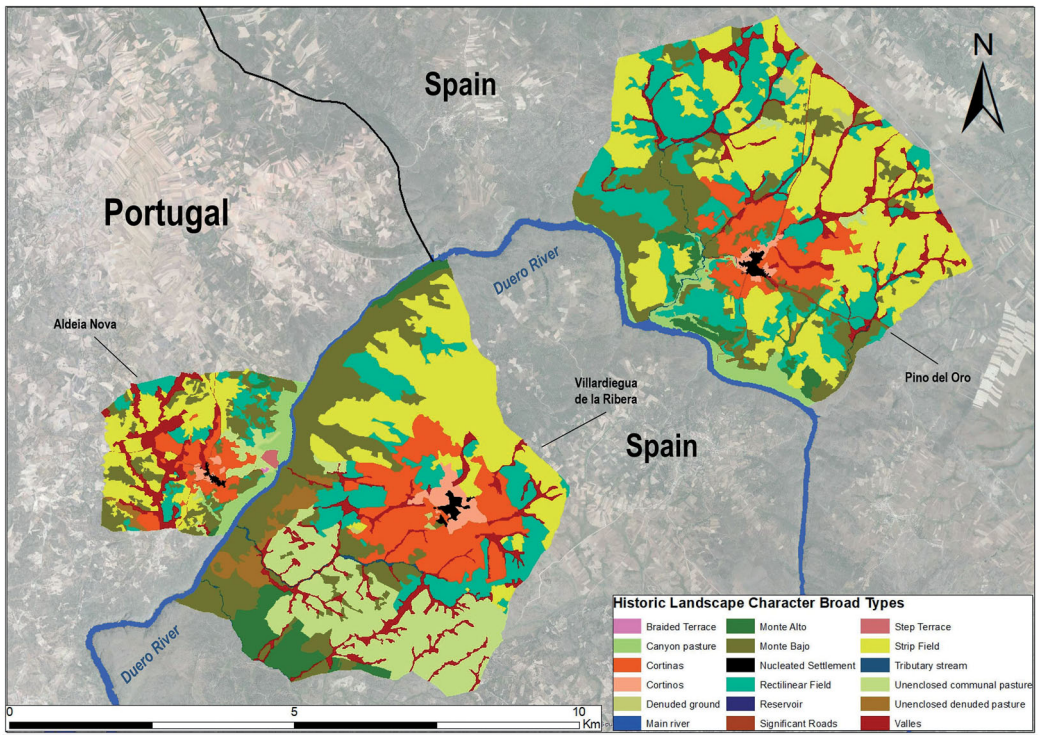 Spain
N
Portugal
Duero River
Aldeia Nova
Pino del Oro
Villardiegua
de la Ribera
Spain
Duero River
Historic Landscape Character Broad Types
Braided Terrace
Canyon pasture
Cortinas
Cortinos
Denuded ground
Main river
Monte Alto
Monte Bajo
Nucleated Settlement
Rectilinear Field
Reservoir
Significant Roads
Step Terrace
Strip Field
Tributary stream
Unenclosed communal pasture
Unenclosed denuded pasture
Valles
0 5 10
Km